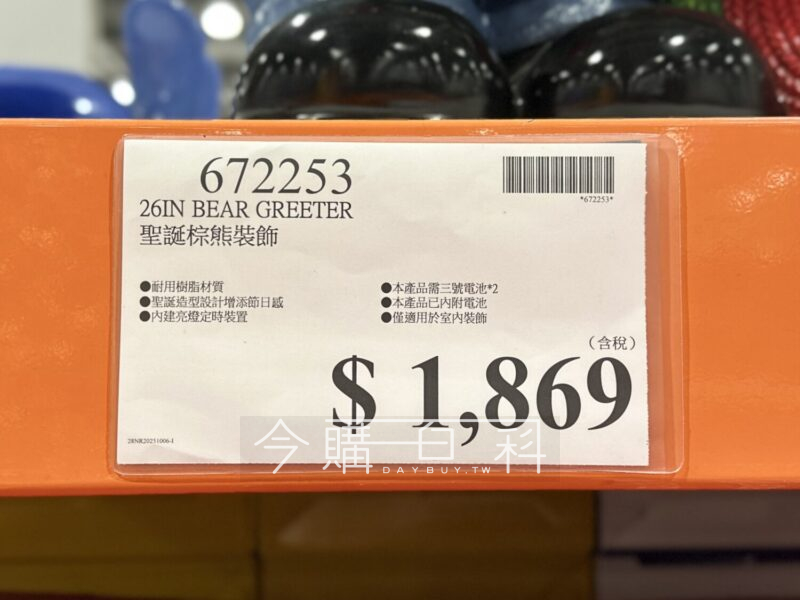 672253
*672253*
26IN BEAR GREETER
聖誕棕熊裝飾
●耐用樹脂材質
●聖誕造型設計增添節日感
●內建亮燈定時裝置
●本產品需三號電池*2
●本產品已內附電池
●僅適用於室內裝飾
（含稅）
$ 1,869
28NR20251006-1
今購百科
DAYBUY.TW